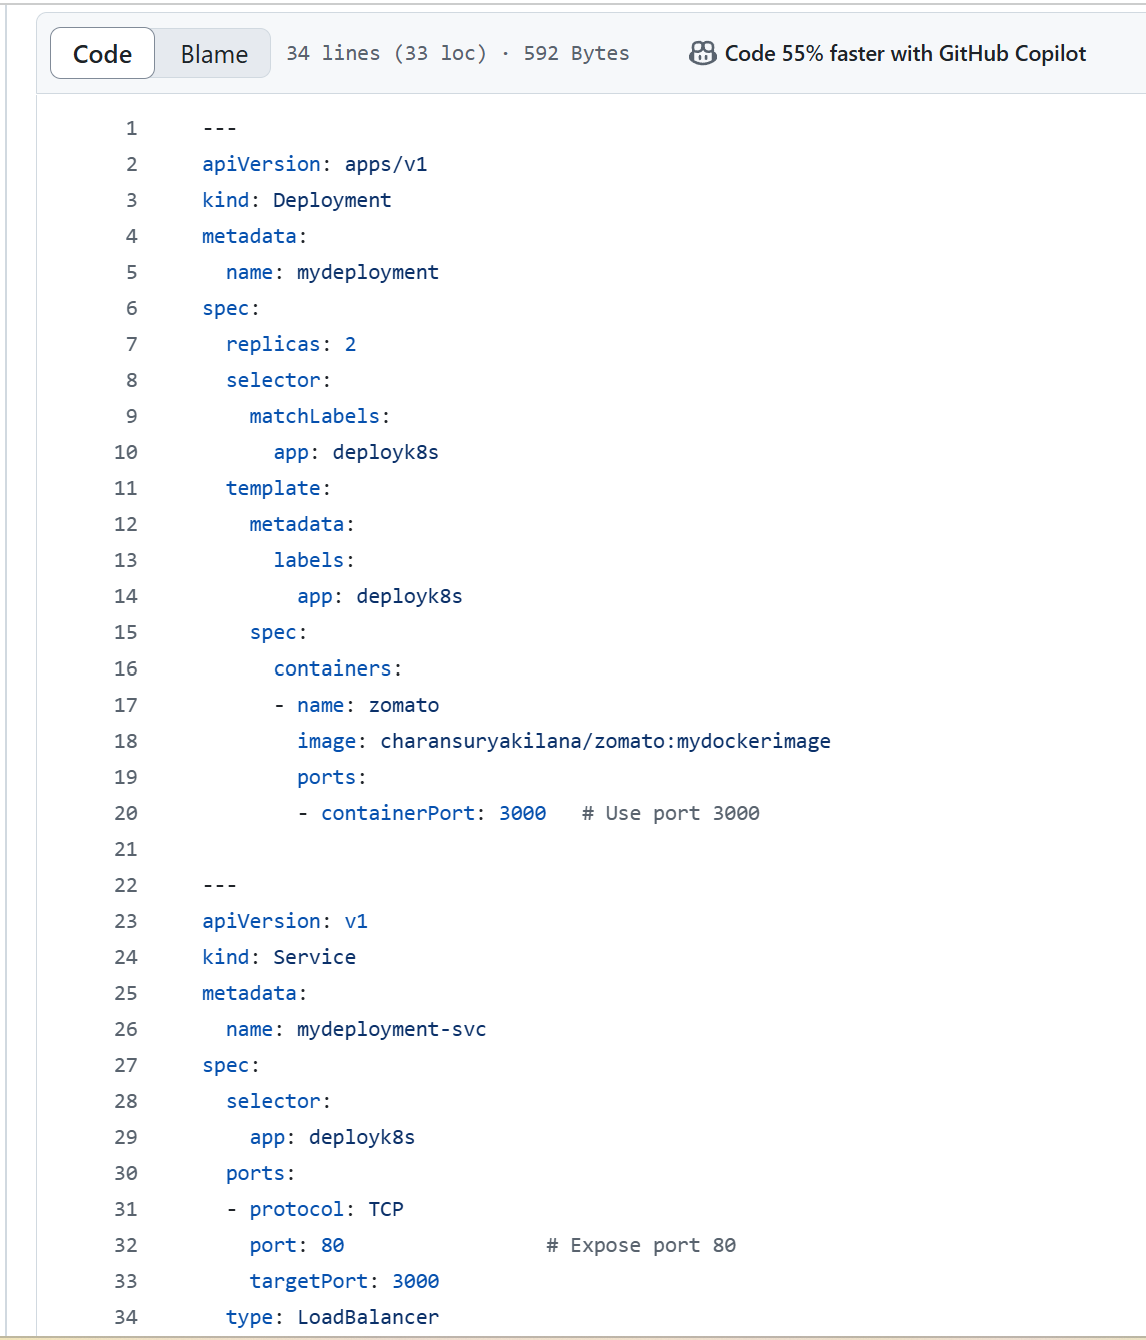 Code Blame 34 lines (33 loc) · 592 Bytes Code 55% faster with GitHub Copilot
1 ---
2 apiVersion: apps/v1
3 kind: Deployment
4 metadata:
5   name: mydeployment
6 spec:
7   replicas: 2
8   selector:
9     matchLabels:
10       app: deployk8s
11   template:
12     metadata:
13       labels:
14         app: deployk8s
15     spec:
16       containers:
17       - name: zomato
18         image: charansuryakilana/zomato:mydockerimage
19         ports:
20         - containerPort: 3000   # Use port 3000
21
22 ---
23 apiVersion: v1
24 kind: Service
25 metadata:
26   name: mydeployment-svc
27 spec:
28   selector:
29     app: deployk8s
30   ports:
31   - protocol: TCP
32     port: 80                 # Expose port 80
33     targetPort: 3000
34   type: LoadBalancer